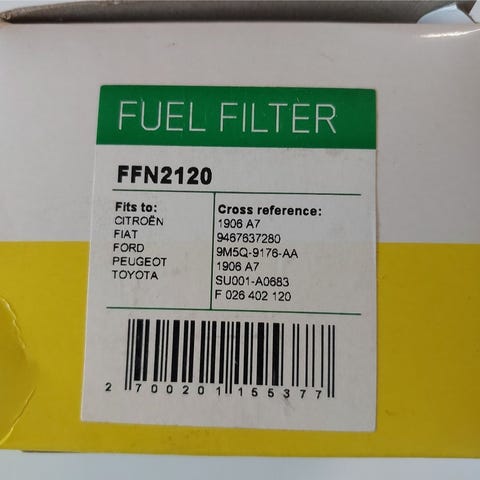 FUEL FILTER
FFN2120
Fits to:
CITROËN
FIAT
FORD
PEUGEOT
TOYOTA
Cross reference:
1906 A7
9467637280
9M5Q-9176-AA
1906 A7
SU001-A0683
F 026 402 120
2 700201 155377